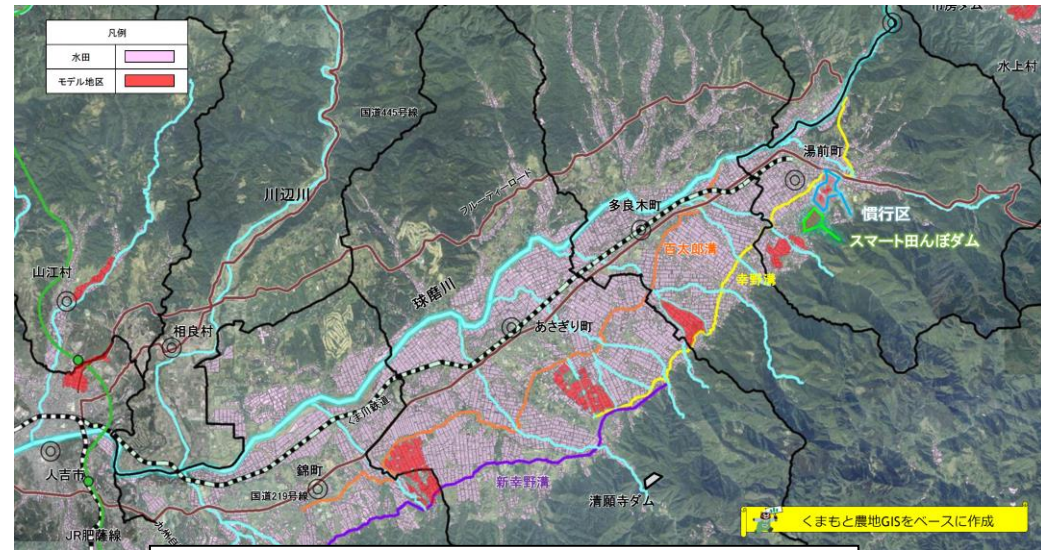 凡例
水田
モデル地区
国道445号線
水上村
川辺川
湯前町
フルーティーロード
多良木町
慣行区
スマート田んぼダム
百太郎溝
幸野溝
山江村
球磨川
相良村
あさぎり町
くま川鉄道
人吉市
錦町
国道219号線
新幸野溝
清願寺ダム
くまもと農地GISをベースに作成
JR肥薩線